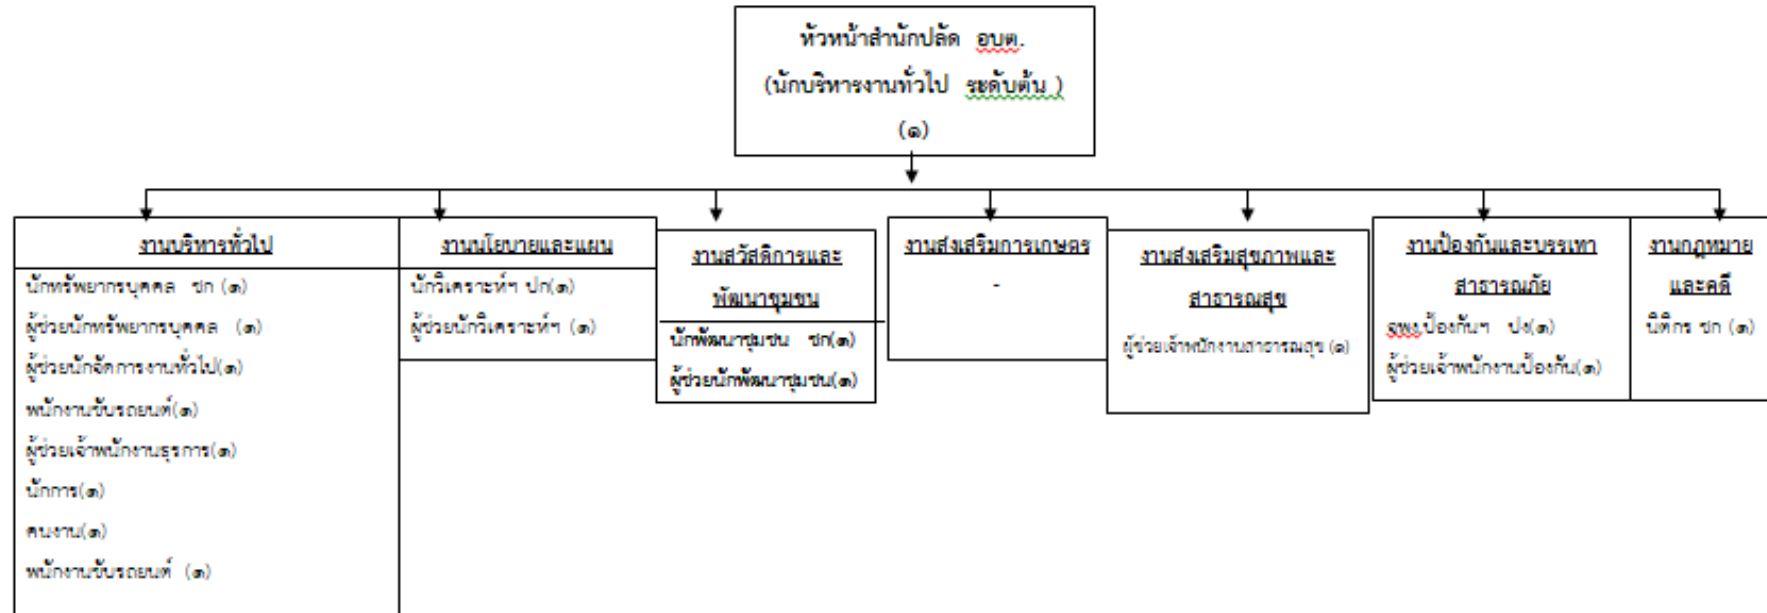 หัวหน้าสำนักปลัด อบต.
(นักบริหารงานทั่วไป ระดับต้น )
(๑)
งานบริหารทั่วไป
นักทรัพยากรบุคคล ชก (๑)
ผู้ช่วยนักทรัพยากรบุคคล (๑)
ผู้ช่วยนักจัดการงานทั่วไป(๑)
พนักงานขับรถยนต์(๑)
ผู้ช่วยเจ้าพนักงานธุรการ(๑)
นักการ(๑)
คนงาน(๑)
พนักงานขับรถยนต์ (๑)
งานนโยบายและแผน
นักวิเคราะห์ฯ ปก(๑)
ผู้ช่วยนักวิเคราะห์ฯ (๑)
งานสวัสดิการและ
พัฒนาชุมชน
นักพัฒนาชุมชน ชก(๑)
ผู้ช่วยนักพัฒนาชุมชน(๑)
งานส่งเสริมการเกษตร
-
งานส่งเสริมสุขภาพและ
สาธารณสุข
ผู้ช่วยเจ้าพนักงานสาธารณสุข (๑)
งานป้องกันและบรรเทา
สาธารณภัย
จพง.ป้องกันฯ ปง(๑)
ผู้ช่วยเจ้าพนักงานป้องกัน(๑)
งานกฎหมาย
และคดี
นิติกร ชก (๑)